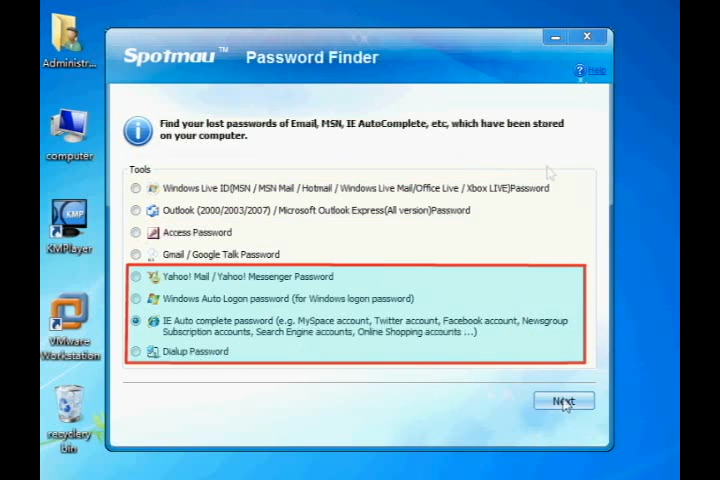 Spotmau™ Password Finder
Help
Administr...
Find your lost passwords of Email, MSN, IE AutoComplete, etc, which have been stored
on your computer.
computer
Tools
Windows Live ID(MSN / MSN Mail / Hotmail / Windows Live Mail/Office Live / Xbox LIVE)Password
Outlook (2000/2003/2007) / Microsoft Outlook Express(All version)Password
Access Password
KMP
KMPlayer
Gmail / Google Talk Password
Yahoo! Mail / Yahoo! Messenger Password
Windows Auto Logon password (for Windows logon password)
IE Auto complete password (e.g. MySpace account, Twitter account, Facebook account, Newsgroup
Subscription accounts, Search Engine accounts, Online Shopping accounts ...)
VMware
Workstation
Dialup Password
Next
recyclery
bin